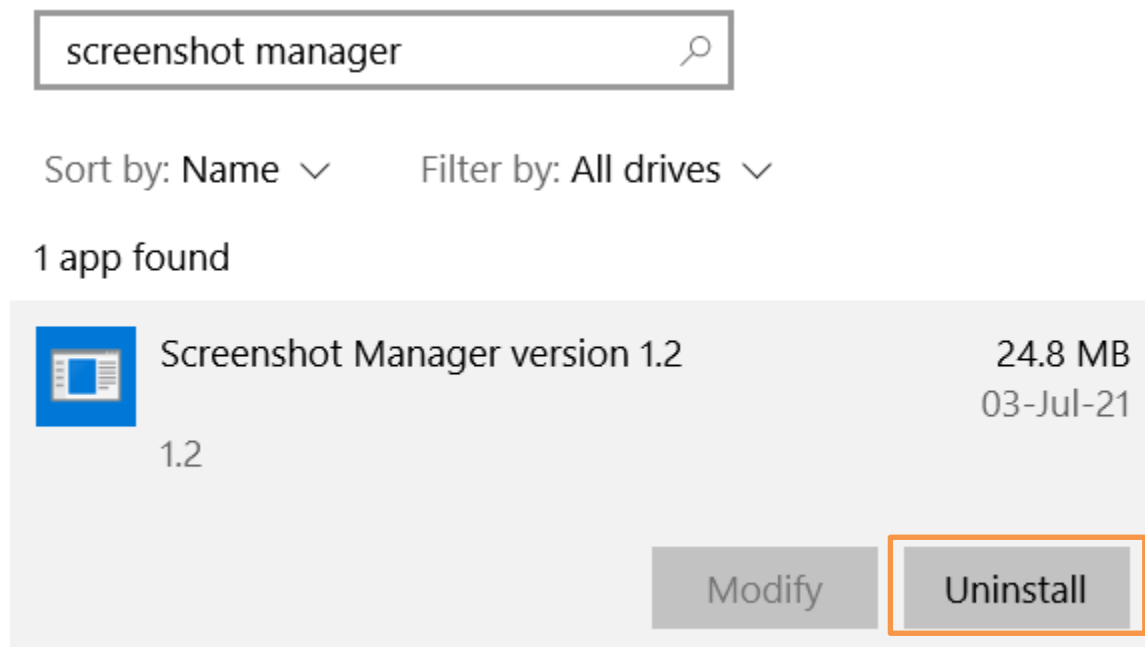 screenshot manager
Sort by: Name Filter by: All drives
1 app found
Screenshot Manager version 1.2 24.8 MB
03-Jul-21
1.2
Modify Uninstall